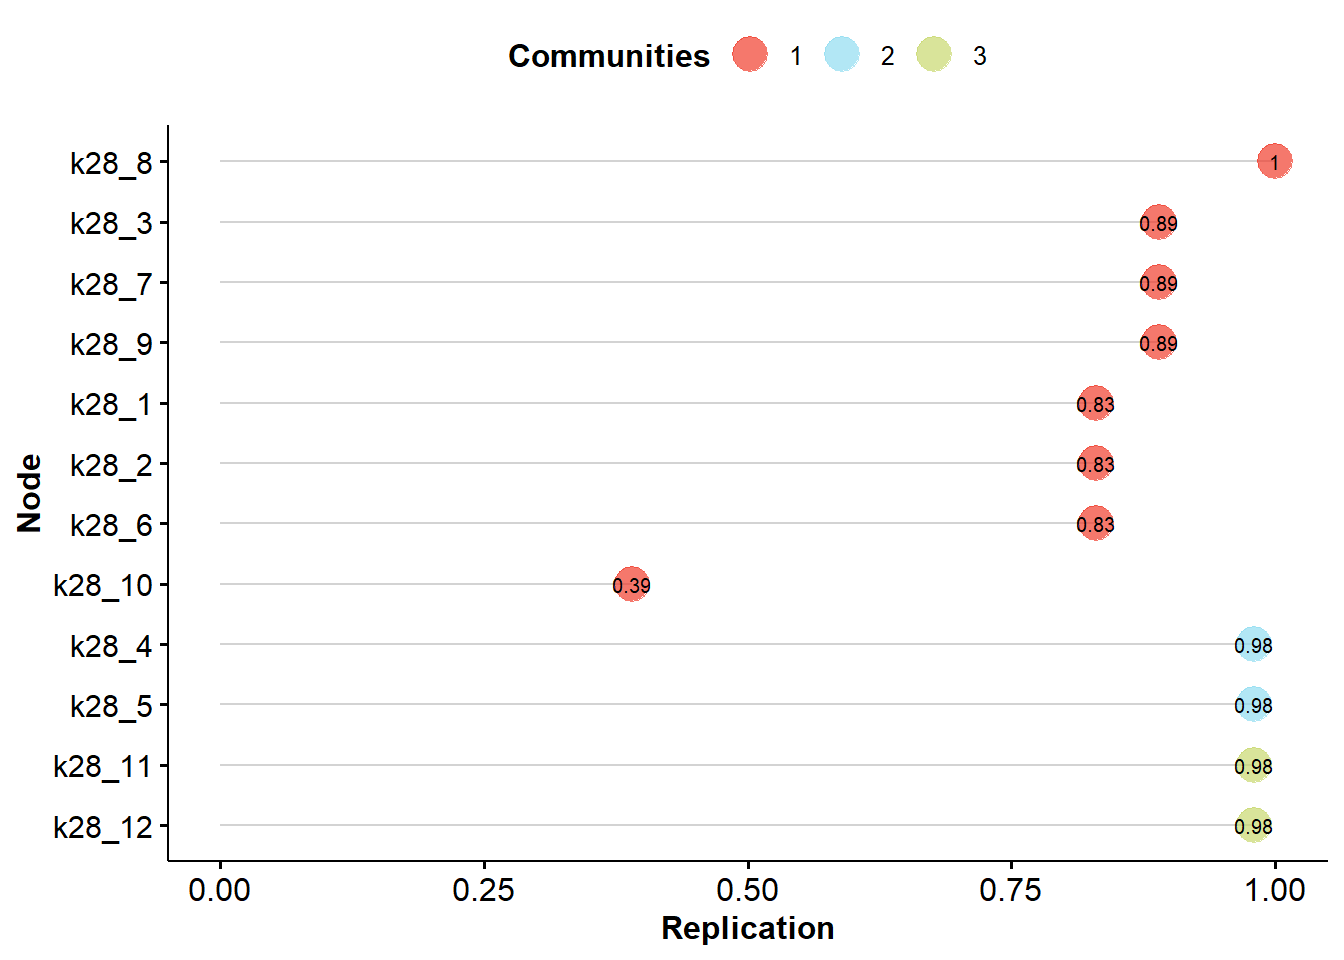 Communities 1 2 3
k28_8 1
k28_3 0.89
k28_7 0.89
k28_9 0.89
k28_1 0.83
k28_2 0.83
k28_6 0.83
k28_10 0.39
k28_4 0.98
k28_5 0.98
k28_11 0.98
k28_12 0.98
Node
0.00 0.25 0.50 0.75 1.00
Replication